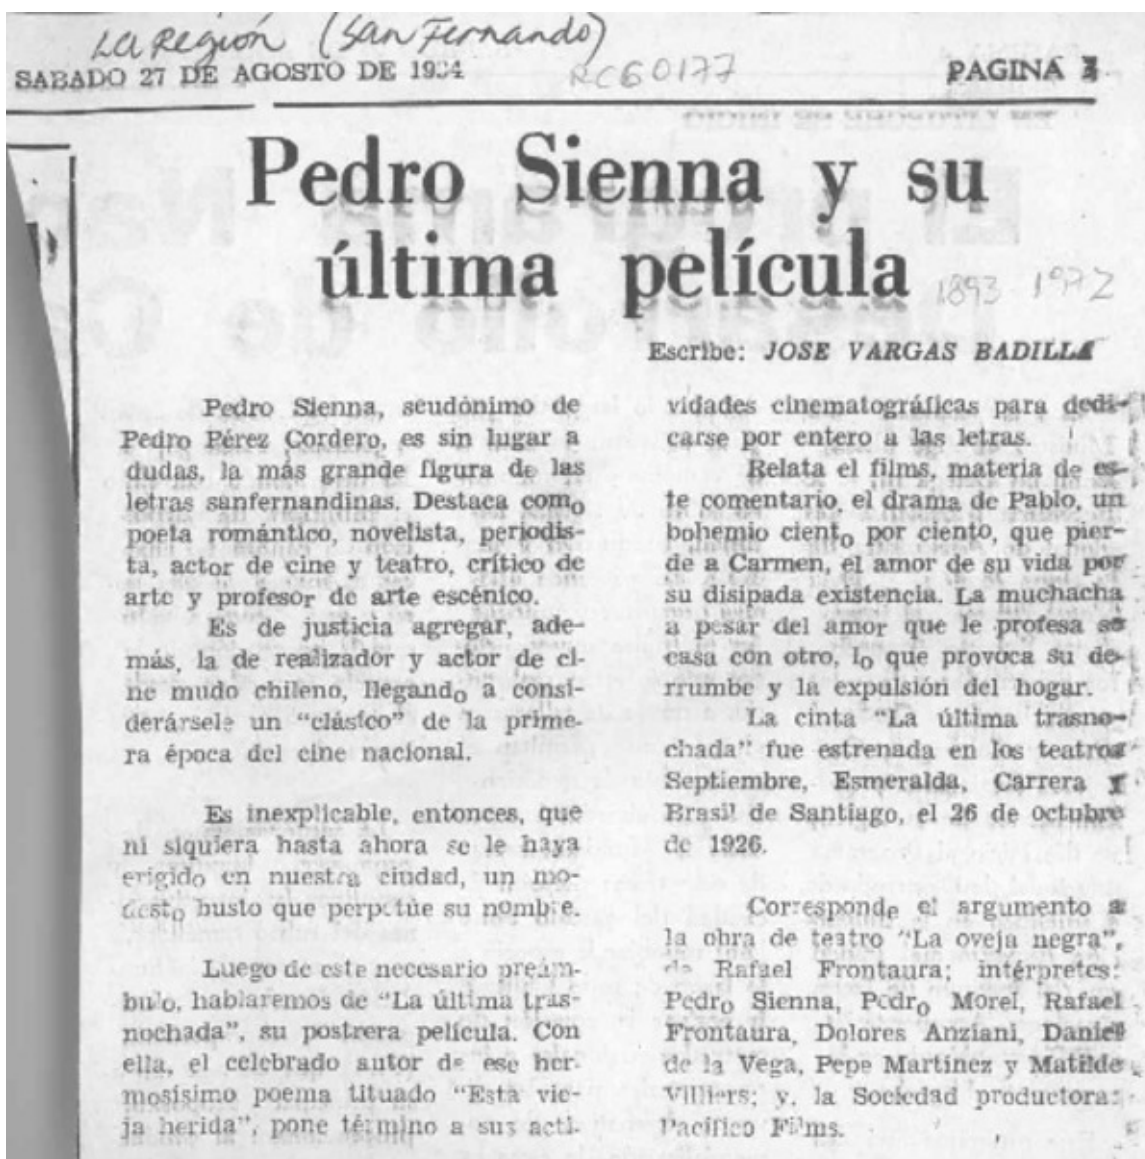 La Región (San Fernando)
SABADO 27 DE AGOSTO DE 1984
RC60177
PAGINA 3
Pedro Sienna y su
última película
1893 - 1972
Escribe: JOSE VARGAS BADILLA
Pedro Sienna, seudónimo de
Pedro Pérez Cordero, es sin lugar a
dudas, la más grande figura de las
letras sanfernandinas. Destaca como
poeta romántico, novelista, periodis-
ta, actor de cine y teatro, crítico de
arte y profesor de arte escénico.
Es de justicia agregar, ade-
más, la de realizador y actor de ci-
ne mudo chileno, llegando a consi-
derársele un "clásico" de la prime-
ra época del cine nacional.
Es inexplicable, entonces, que
ni siquiera hasta ahora se le haya
erigido en nuestra ciudad, un mo-
desto busto que perpetúe su nombre.
Luego de este necesario preám-
bulo, hablaremos de "La última tras-
nochada", su postrera película. Con
ella, el celebrado autor de ese her-
mosísimo poema tituado "Esta vie-
ja herida", pone término a sus acti-
vidades cinematográficas para dedi-
carse por entero a las letras.
Relata el films, materia de es-
te comentario, el drama de Pablo, un
bohemio ciento por ciento, que pier-
de a Carmen, el amor de su vida por
su disipada existencia. La muchacha
a pesar del amor que le profesa se
casa con otro, lo que provoca su de-
rrumbe y la expulsión del hogar.
La cinta "La última trasno-
chada" fue estrenada en los teatros
Septiembre, Esmeralda, Carrera y
Brasil de Santiago, el 26 de octubre
de 1926.
Corresponde el argumento a
la obra de teatro "La oveja negra",
de Rafael Frontaura; intérpretes:
Pedro Sienna, Pedro Morel, Rafael
Frontaura, Dolores Anziani, Daniel
de la Vega, Pepe Martínez y Matilde
Villiers; y, la Sociedad productora:
Pacífico Films.